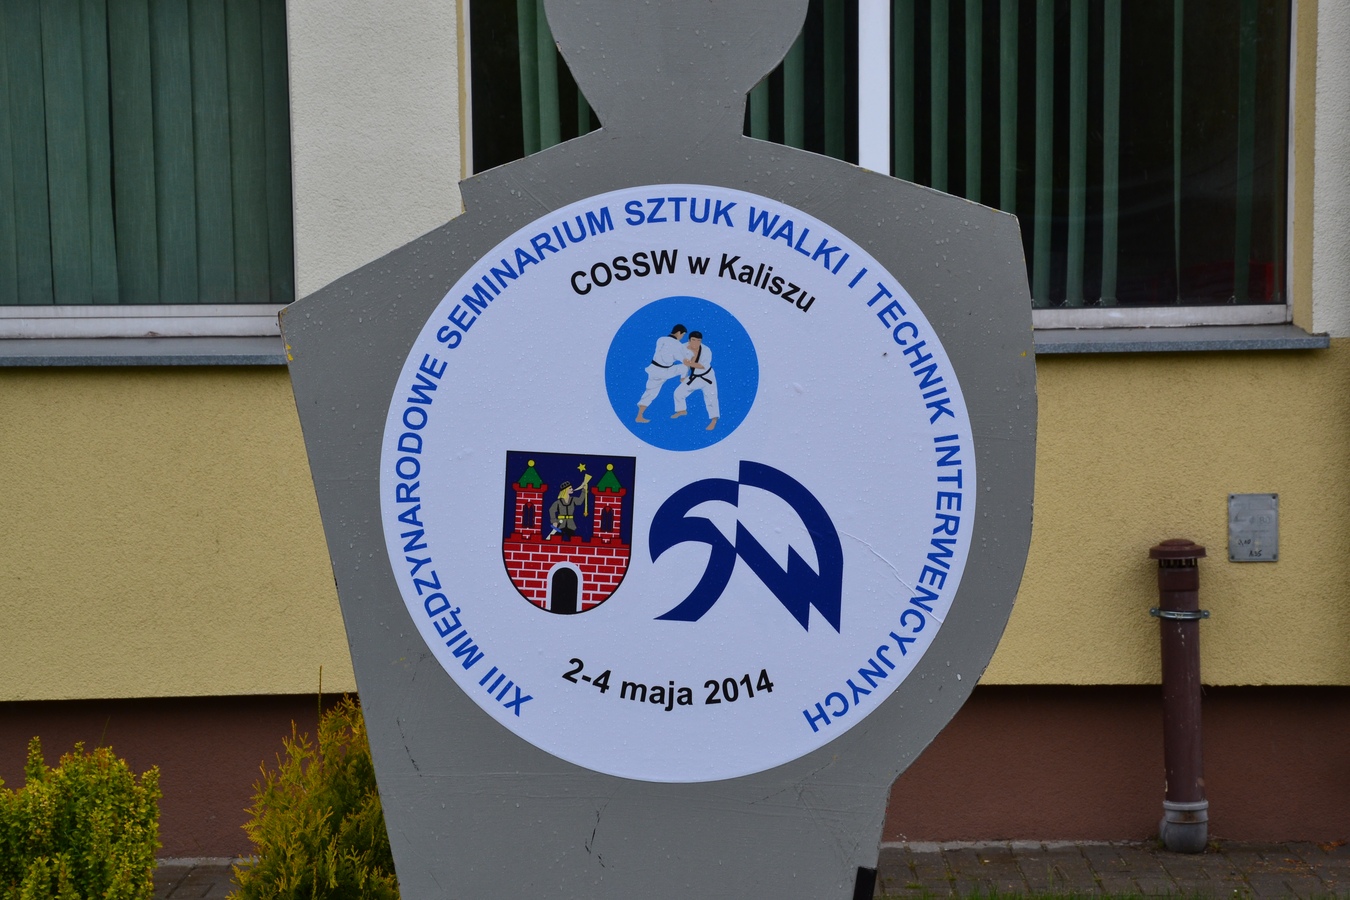 XIII MIĘDZYNARODOWE SEMINARIUM SZTUK WALKI I TECHNIK INTERWENCYJNYCH
COSSW w Kaliszu
2-4 maja 2014